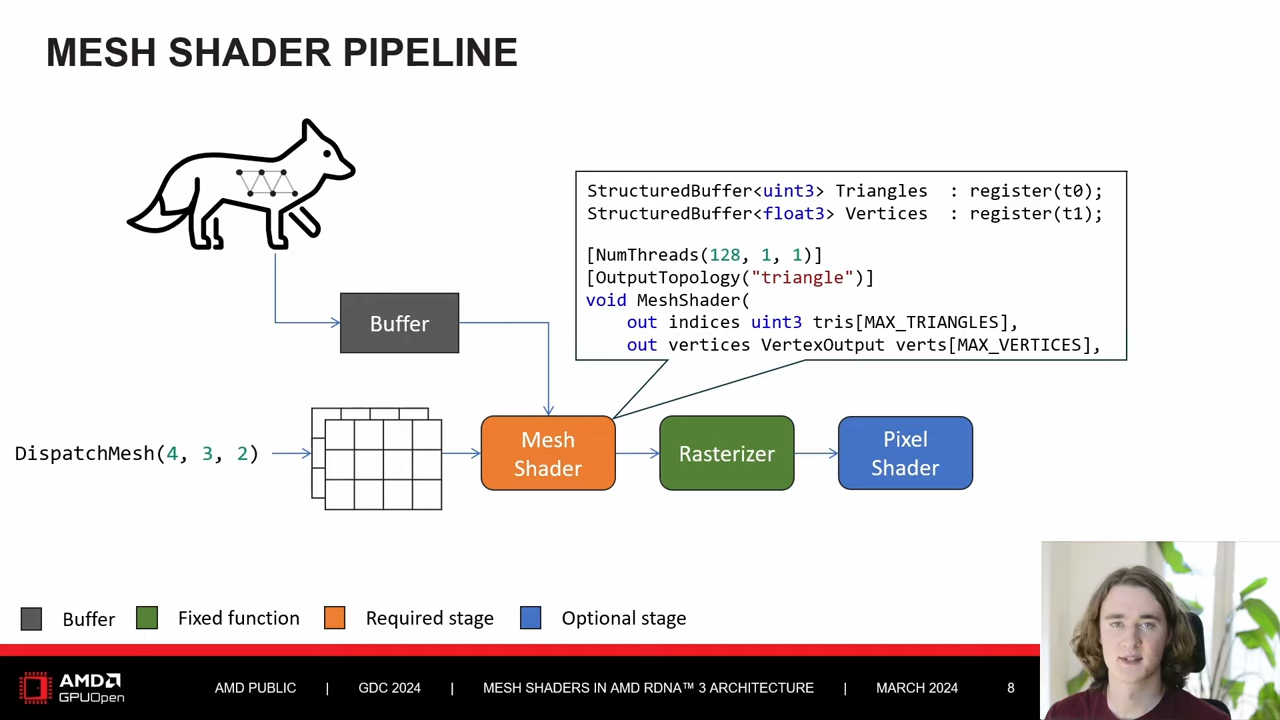 MESH SHADER PIPELINE
StructuredBuffer<uint3> Triangles : register(t0);
StructuredBuffer<float3> Vertices : register(t1);
[NumThreads(128, 1, 1)]
[OutputTopology("triangle")]
void MeshShader(
out indices uint3 tris[MAX_TRIANGLES],
out vertices VertexOutput verts[MAX_VERTICES],
Buffer
DispatchMesh(4, 3, 2)
Mesh
Shader
Rasterizer
Pixel
Shader
Buffer
Fixed function
Required stage
Optional stage
AMD
GPUOpen
AMD PUBLIC | GDC 2024 | MESH SHADERS IN AMD RDNA™ 3 ARCHITECTURE | MARCH 2024 8